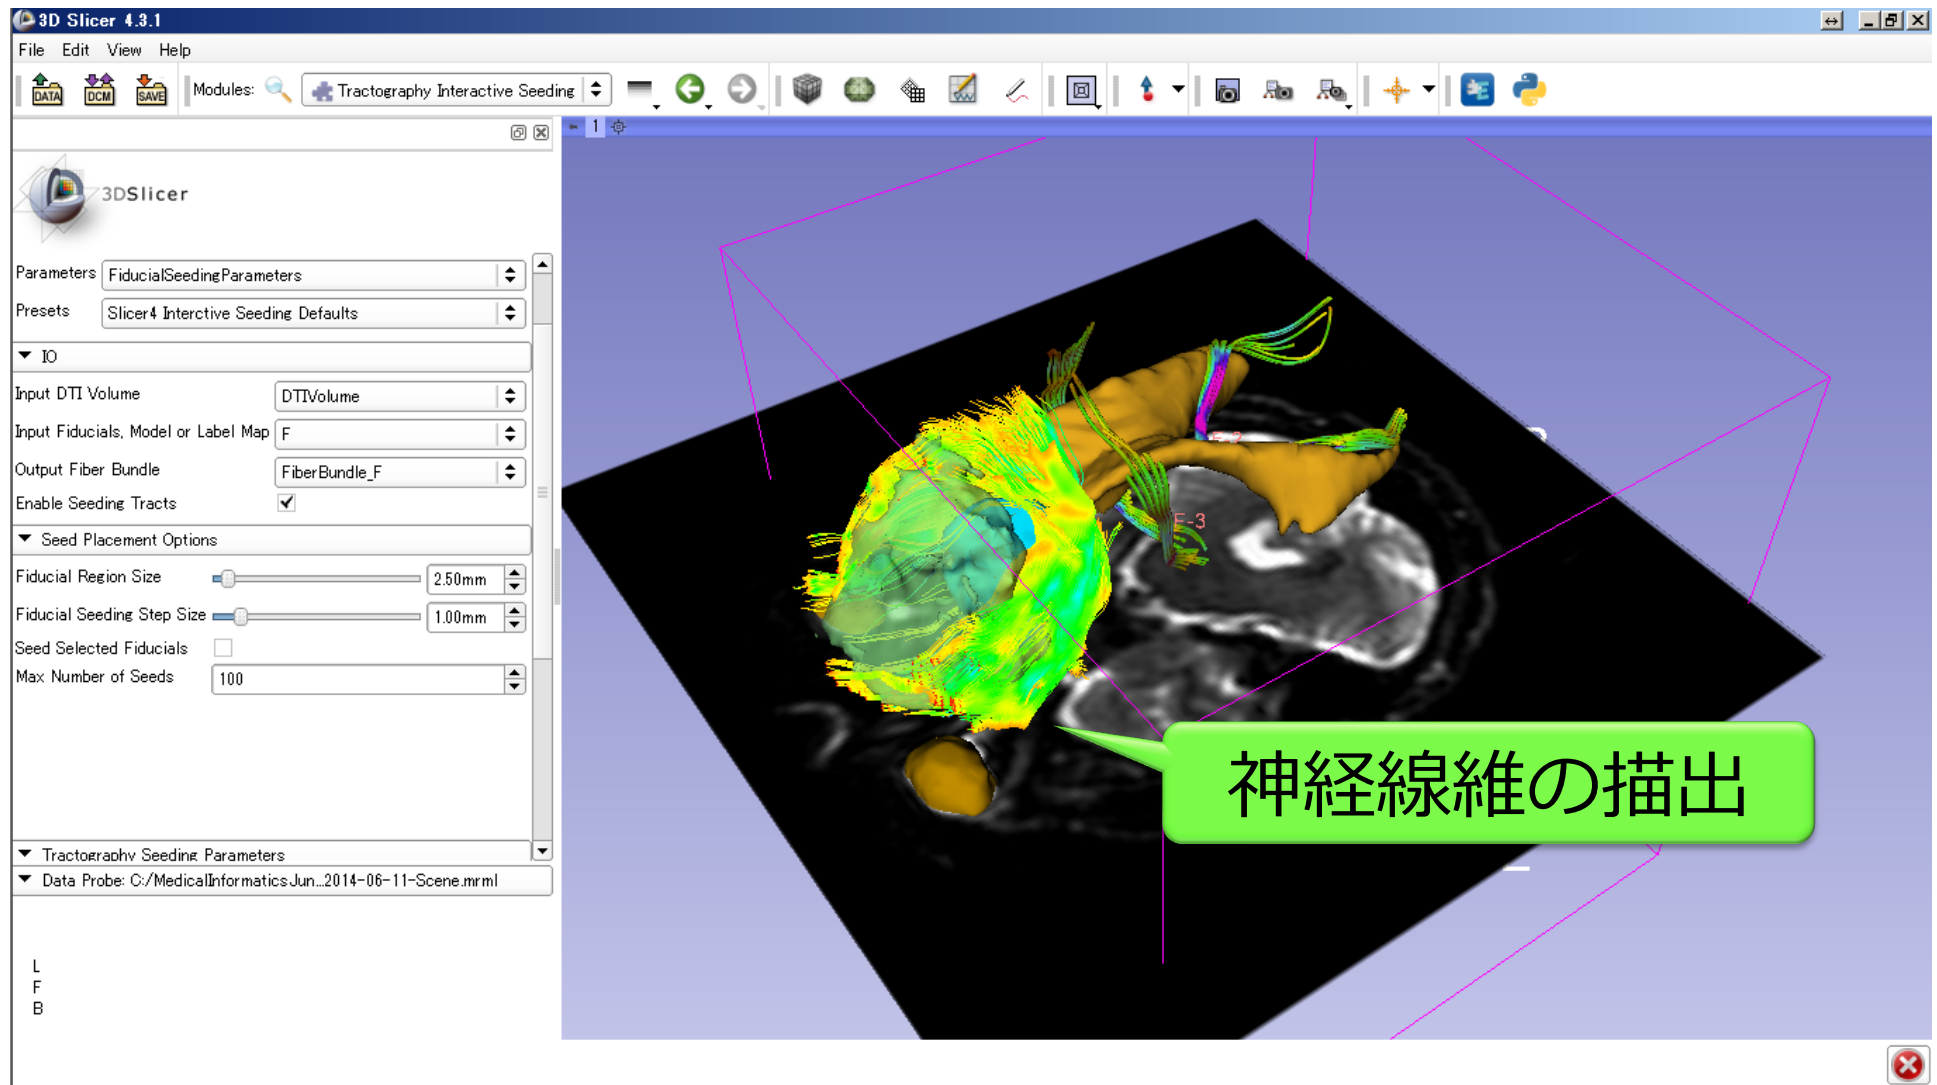 3D Slicer 4.3.1
File Edit View Help
DATA DCM SAVE Modules: Tractography Interactive Seeding
1
3DSlicer
Parameters FiducialSeedingParameters
Presets Slicer4 Interctive Seeding Defaults
IO
Input DTI Volume DTIVolume
Input Fiducials, Model or Label Map F
Output Fiber Bundle FiberBundle_F
Enable Seeding Tracts
Seed Placement Options
Fiducial Region Size 2.50mm
Fiducial Seeding Step Size 1.00mm
Seed Selected Fiducials
Max Number of Seeds 100
Tractography Seeding Parameters
Data Probe: C:/MedicalInformaticsJun...2014-06-11-Scene.mrml
L
F
B
F-3
神経線維の描出